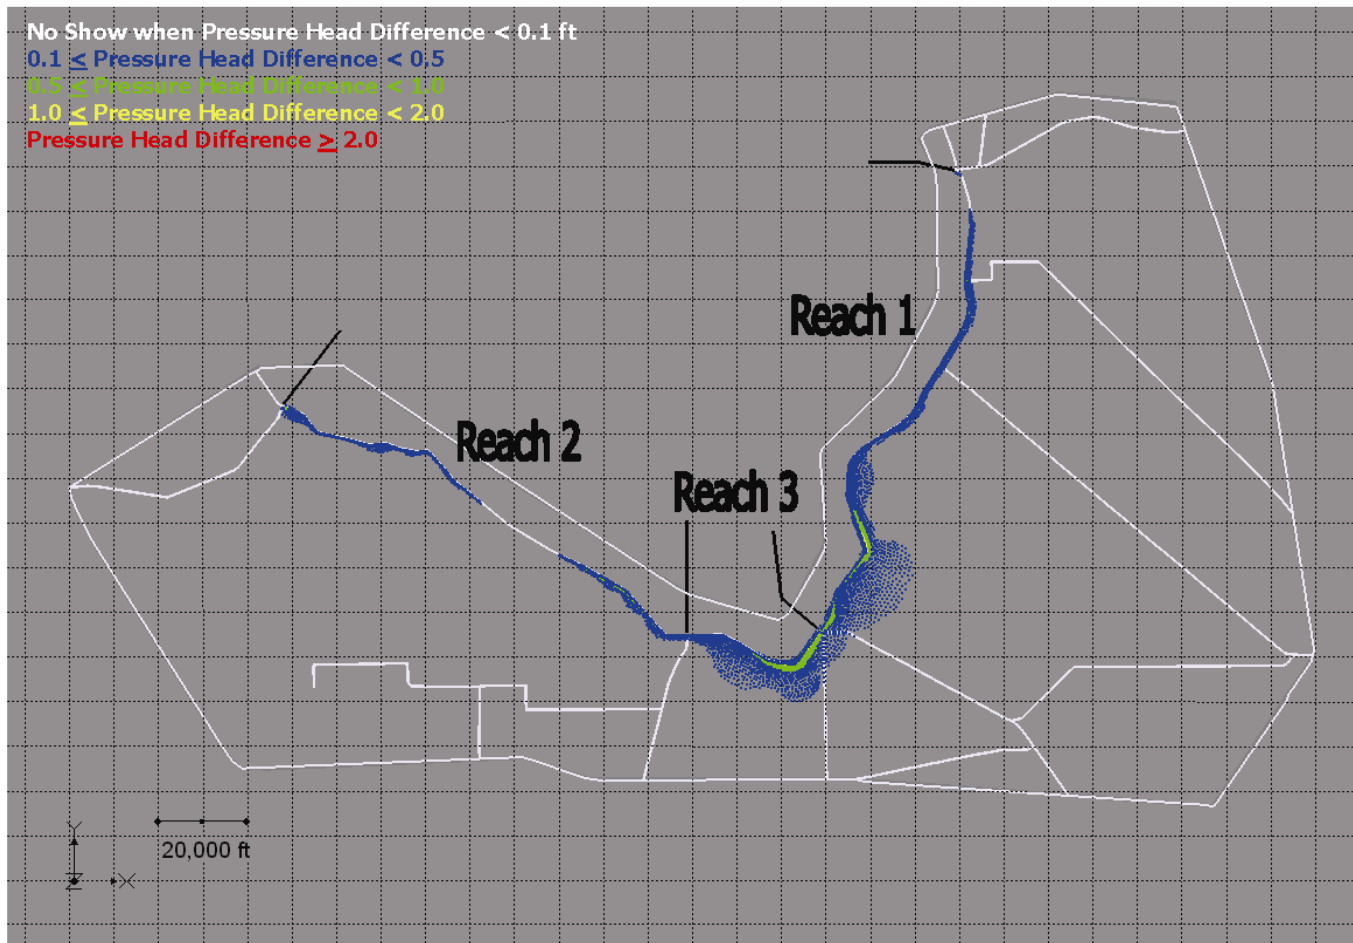 No Show when Pressure Head Difference < 0.1 ft
0.1 ≤ Pressure Head Difference < 0.5
0.5 ≤ Pressure Head Difference < 1.0
1.0 ≤ Pressure Head Difference < 2.0
Pressure Head Difference ≥ 2.0
Reach 1
Reach 2
Reach 3
Y
20,000 ft
Z X